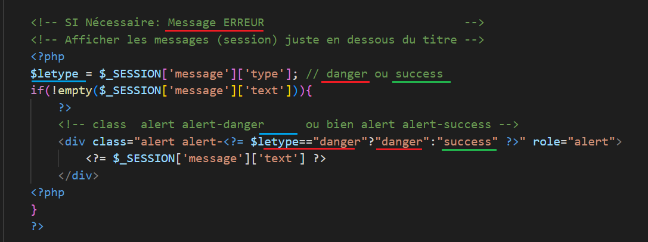 <!-- SI Nécessaire: Message ERREUR -->
<!-- Afficher les messages (session) juste en dessous du titre -->
<?php
$letype = $_SESSION['message']['type']; // danger ou success
if(!empty($_SESSION['message']['text'])){
?>
<!-- class alert alert-danger ou bien alert alert-success -->
<div class="alert alert-<?= $letype=="danger"?"danger":"success" ?>" role="alert">
<?= $_SESSION['message']['text'] ?>
</div>
<?php
}
?>